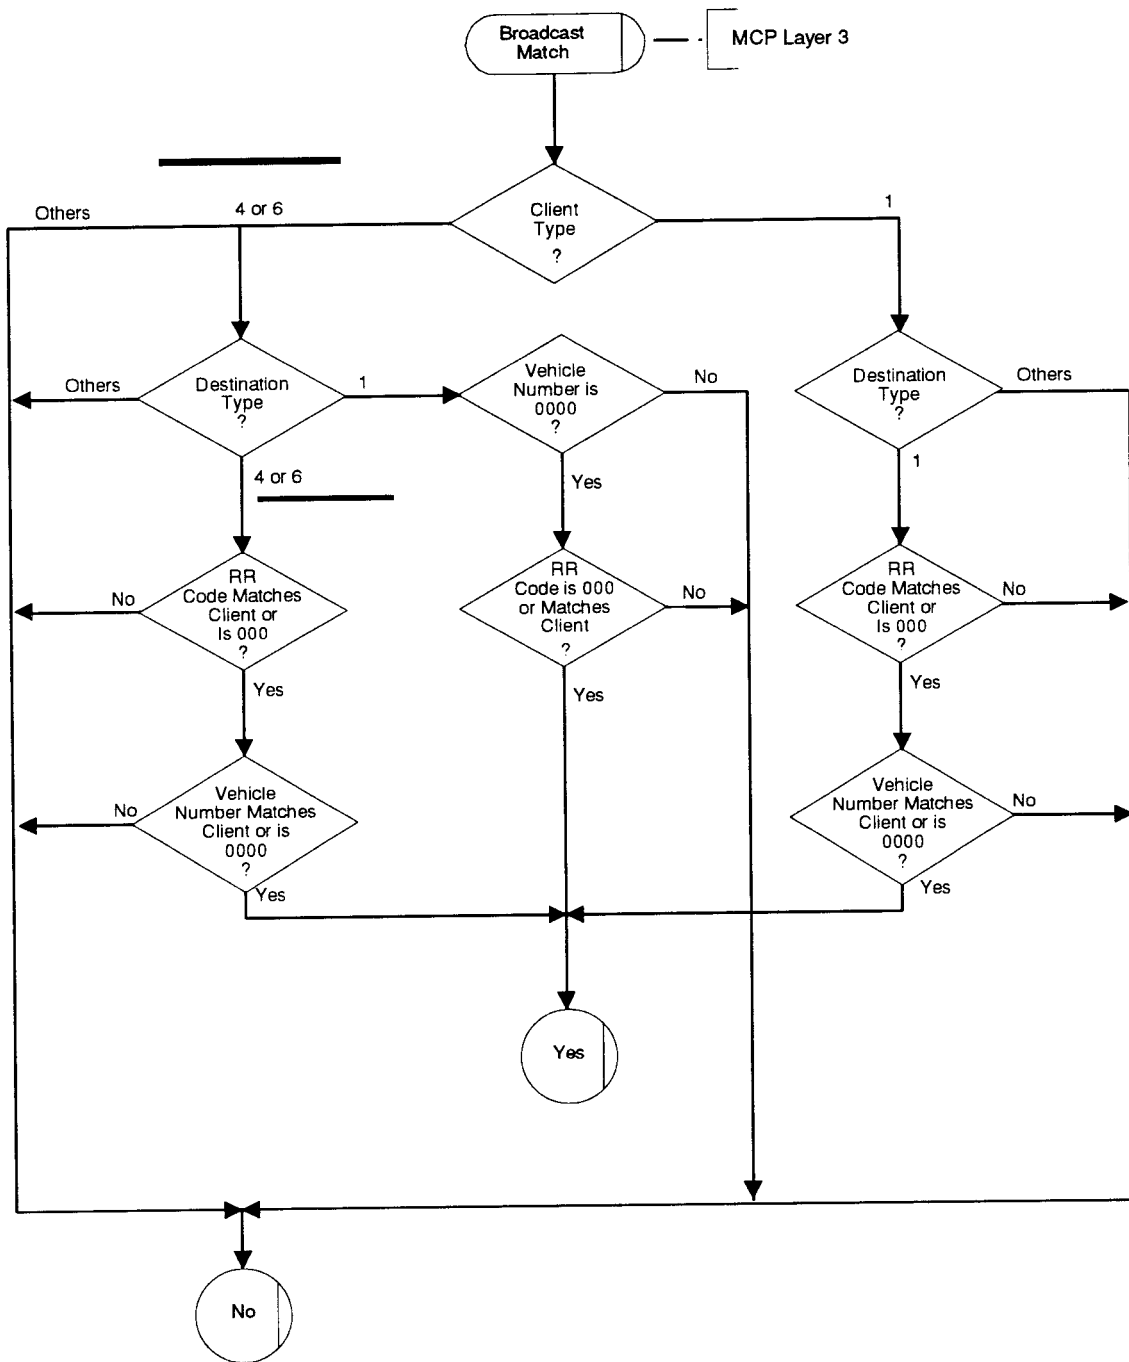 Broadcast
Match
MCP Layer 3
Others
4 or 6
Client
Type
?
1
Others
Destination
Type
?
1
Vehicle
Number is
0000
?
No
Destination
Type
?
Others
4 or 6
Yes
1
No
RR
Code Matches
Client or
Is 000
?
RR
Code is 000
or Matches
Client
?
No
RR
Code Matches
Client or
Is 000
?
No
Yes
Yes
Yes
No
Vehicle
Number Matches
Client or is
0000
?
Vehicle
Number Matches
Client or is
0000
?
No
Yes
Yes
Yes
No